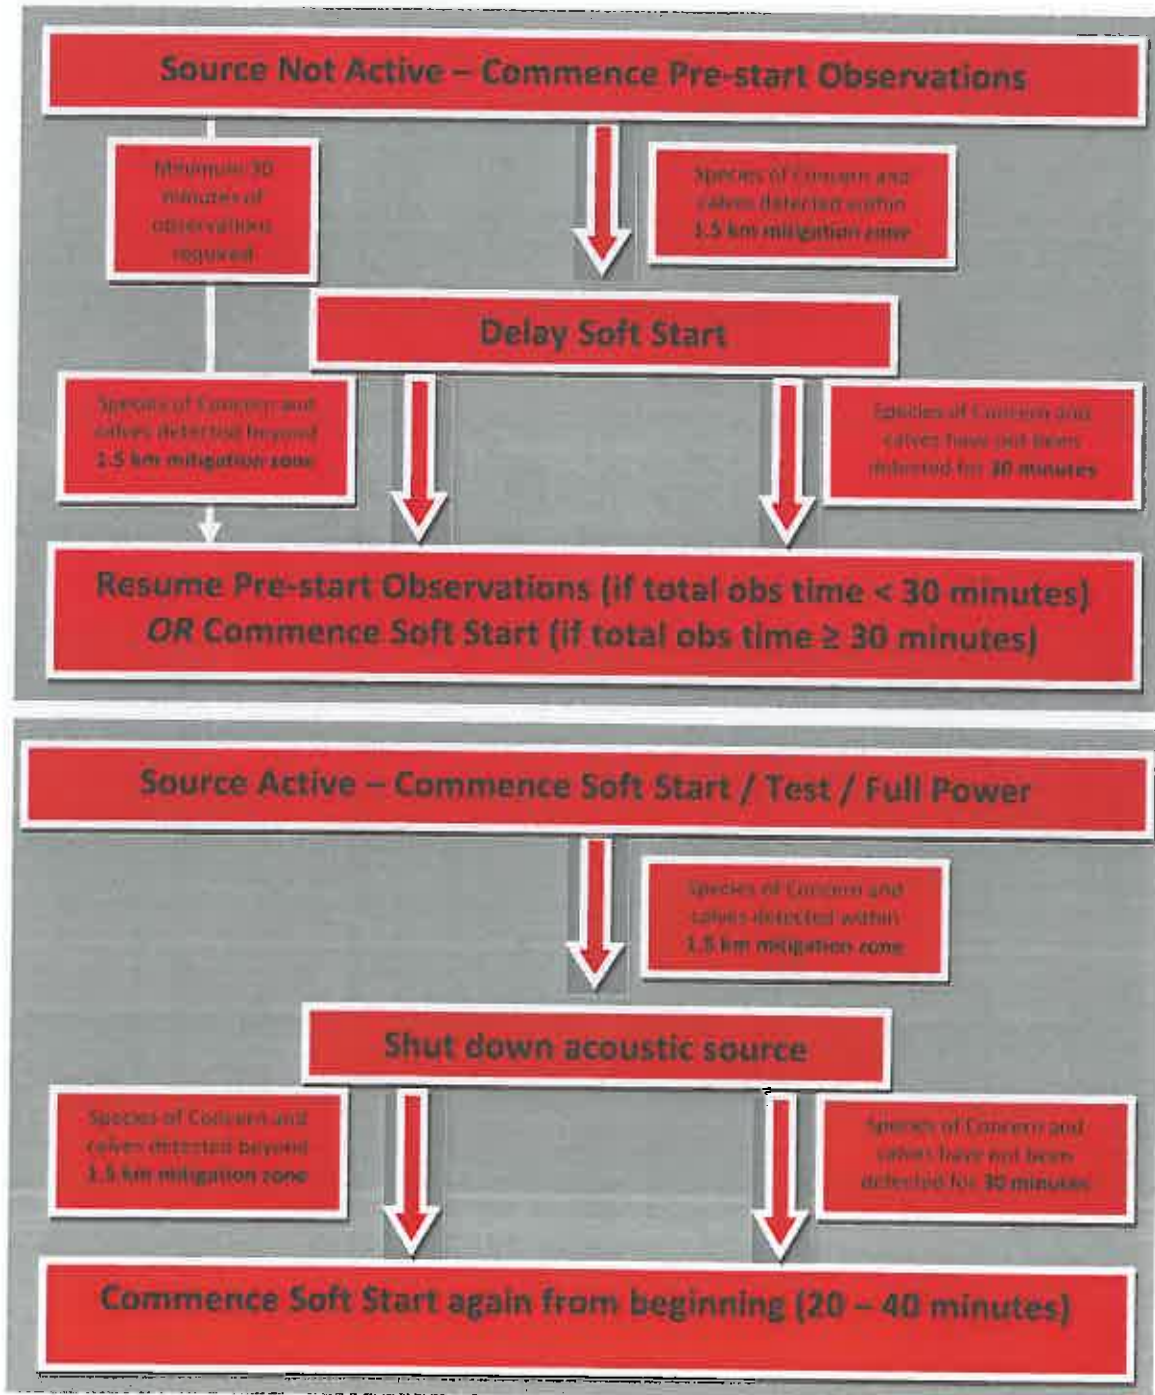 Source Not Active – Commence Pre-start Observations
Minimum 30
minutes of
observations
required
Species of Concern and
calves detected within
1.5 km mitigation zone
Delay Soft Start
Species of Concern and
calves detected beyond
1.5 km mitigation zone
Species of Concern and
calves have not been
detected for 30 minutes
Resume Pre-start Observations (if total obs time < 30 minutes)
OR Commence Soft Start (if total obs time ≥ 30 minutes)
Source Active – Commence Soft Start / Test / Full Power
Species of Concern and
calves detected within
1.5 km mitigation zone
Shut down acoustic source
Species of Concern and
calves detected beyond
1.5 km mitigation zone
Species of Concern and
calves have not been
detected for 30 minutes
Commence Soft Start again from beginning (20 – 40 minutes)